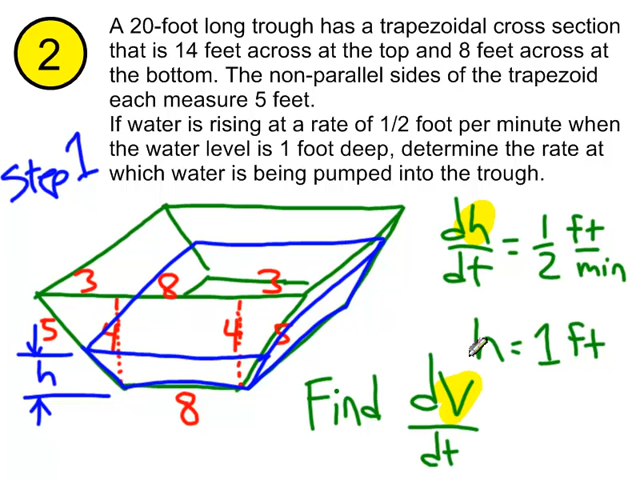 2
A 20-foot long trough has a trapezoidal cross section
that is 14 feet across at the top and 8 feet across at
the bottom. The non-parallel sides of the trapezoid
each measure 5 feet.
If water is rising at a rate of 1/2 foot per minute when
the water level is 1 foot deep, determine the rate at
which water is being pumped into the trough.
Step 1
dh/dt = 1/2 ft/min
3 8 3
5 4 4 5
h = 1 ft
h
8
Find dV/dt